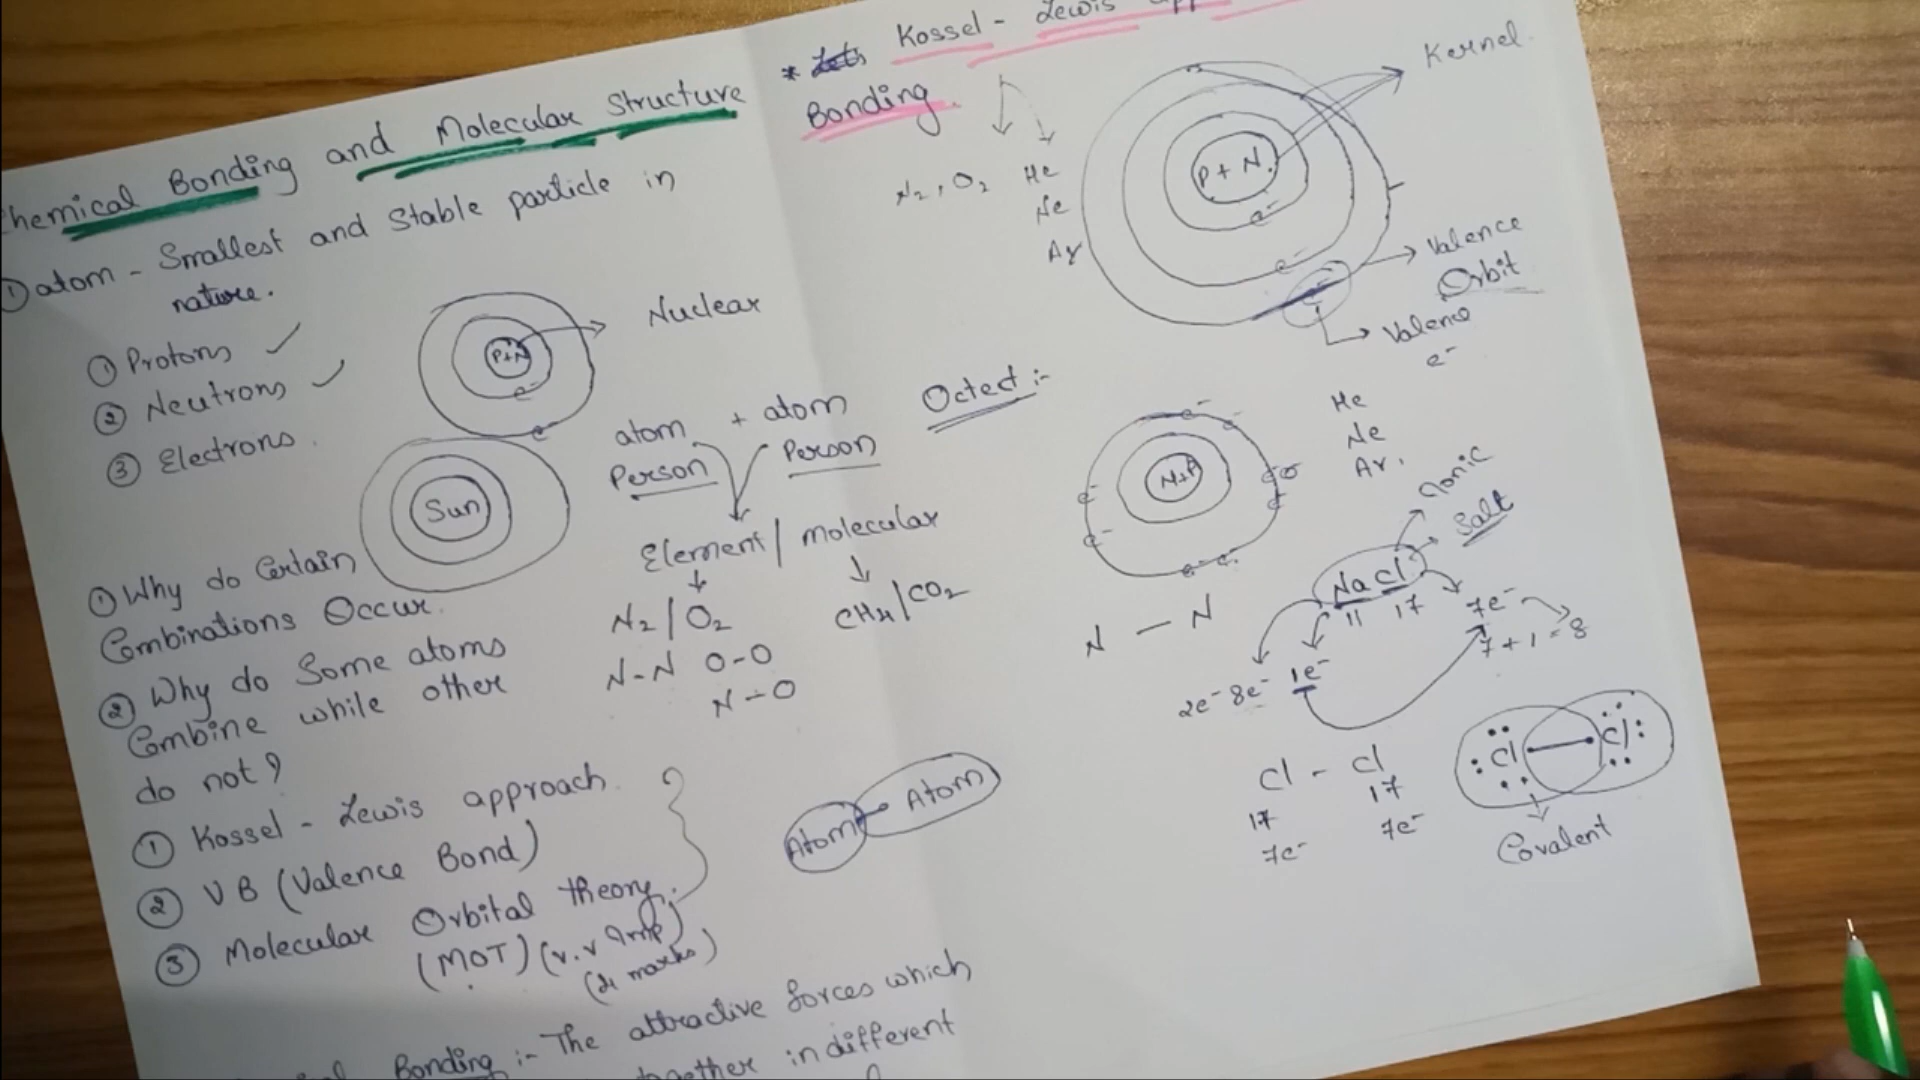 Chemical Bonding and Molecular Structure
① atom - Smallest and Stable particle in
nature.
① Protons ✓
② Neutrons ✓
③ Electrons.
P+N
e-
e-
Nuclear
Sun
① Why do Certain
Combinations Occur.
② Why do Some atoms
Combine while other
do not?
① Kossel - Lewis approach
② VB (Valence Bond)
③ Molecular Orbital theory.
(MOT) (v.v Imp)
marks)
Bonding :- The attractive forces which
together in different
atom + atom
Person Person
Element / molecular
N2 / O2 CH4 / CO2
N-N O-O
N-O
Atom Atom
* Kossel - Lewis
Bonding.
N2, O2 He
Ne
Ar
P+N.
e-
e-
Kernel.
Valence
Orbit
Valence
e-
Octect :-
N+P
e- e-
e-
e-
e-
e-
e- e-
He
Ne
Ar.
N - N
Ionic
Salt
NaCl
11 17
7e-
7+1=8
2e- 8e- 1e-
Cl - Cl
17 17
7e- 7e-
Cl Cl
Covalent